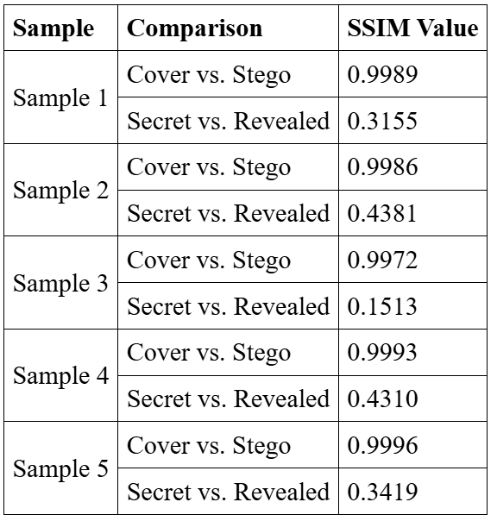 Sample Comparison SSIM Value
Sample 1 Cover vs. Stego 0.9989
Secret vs. Revealed 0.3155
Sample 2 Cover vs. Stego 0.9986
Secret vs. Revealed 0.4381
Sample 3 Cover vs. Stego 0.9972
Secret vs. Revealed 0.1513
Sample 4 Cover vs. Stego 0.9993
Secret vs. Revealed 0.4310
Sample 5 Cover vs. Stego 0.9996
Secret vs. Revealed 0.3419